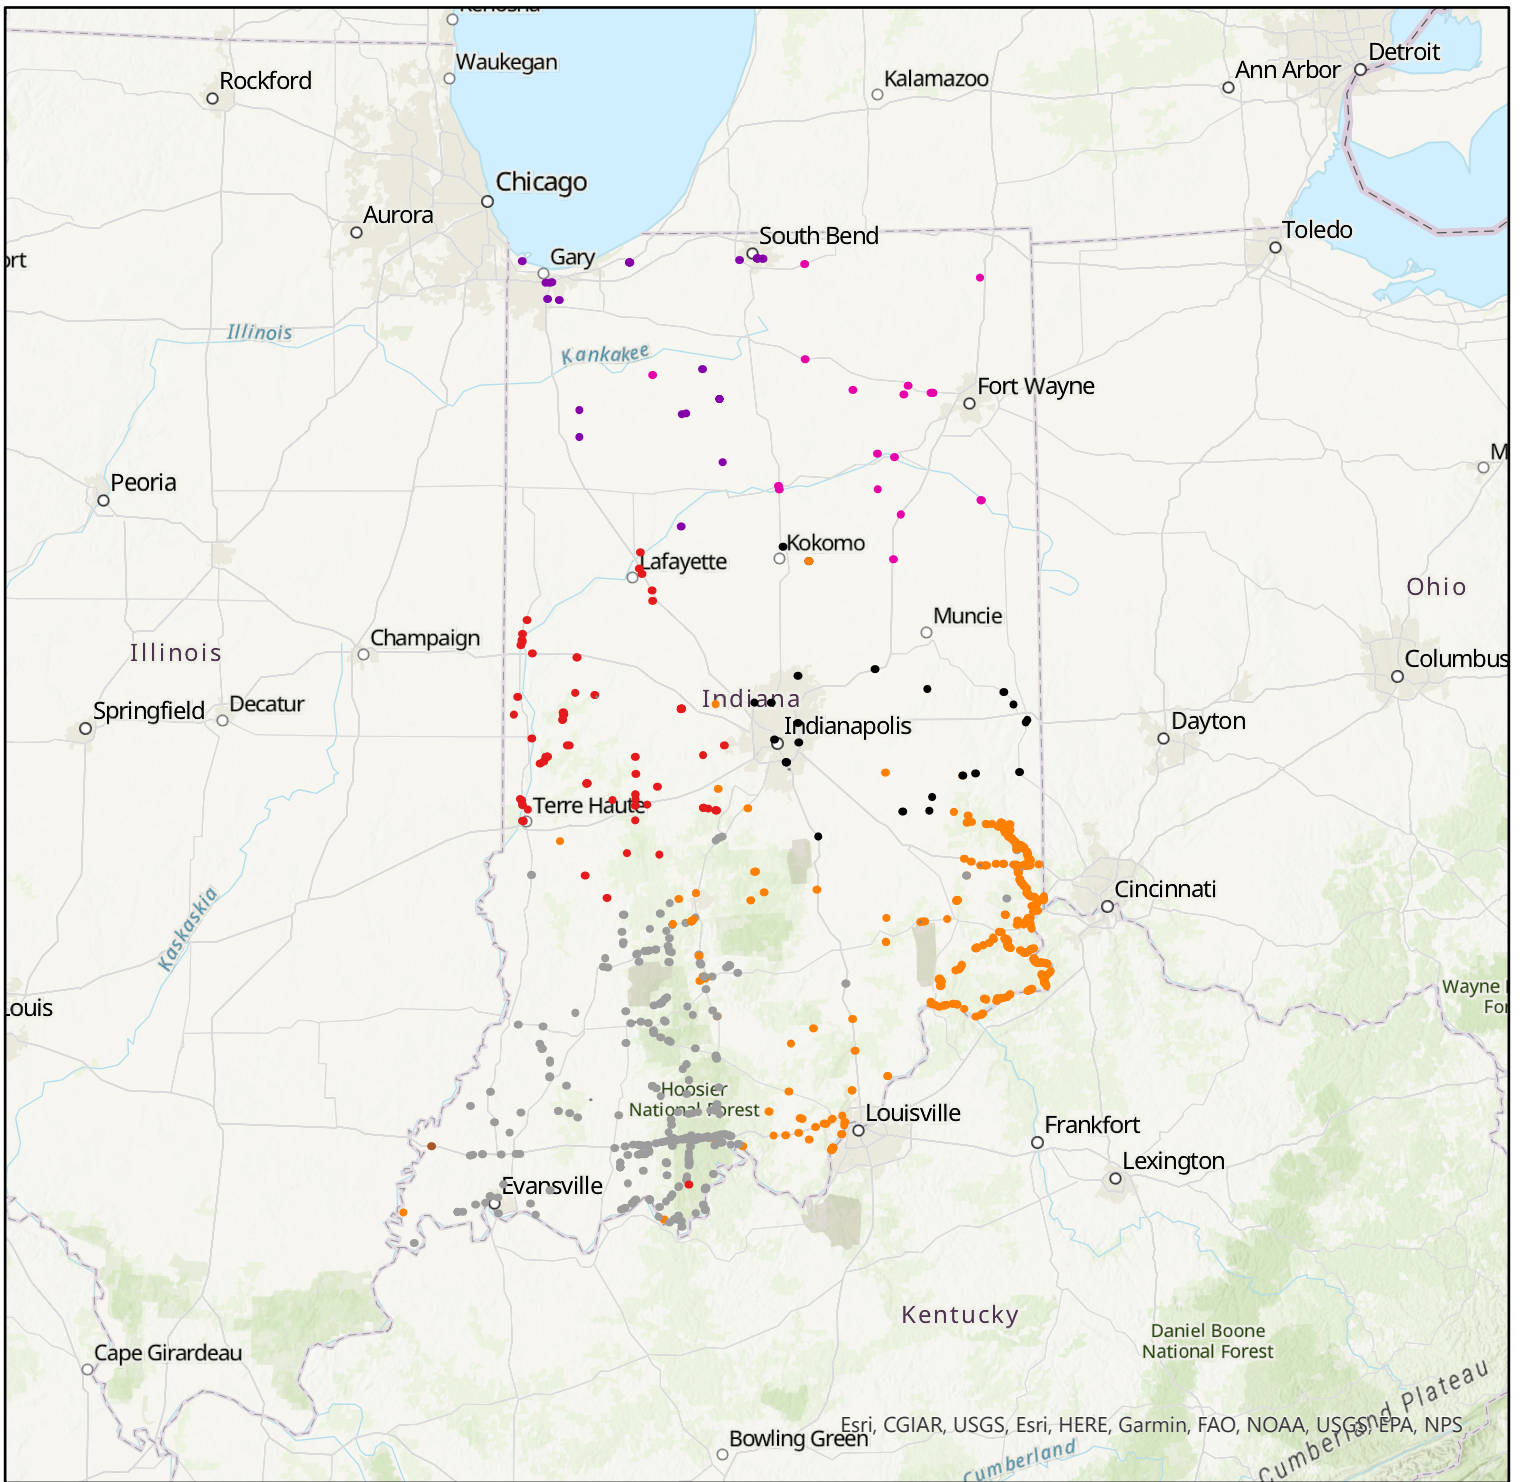 Waukegan
Rockford
Kalamazoo
Ann Arbor
Detroit
Chicago
Aurora
Gary
South Bend
Toledo
Illinois
Kankakee
Fort Wayne
Peoria
Kokomo
Lafayette
Ohio
Muncie
Champaign
Illinois
Columbus
Indiana
Springfield
Decatur
Indianapolis
Dayton
Terre Haute
Cincinnati
Kaskaskia
Wayne
Louis
Hoosier
National Forest
Louisville
Frankfort
Lexington
Evansville
Kentucky
Daniel Boone
National Forest
Cape Girardeau
Cumberland Plateau
Esri, CGIAR, USGS, Esri, HERE, Garmin, FAO, NOAA, USGS, EPA, NPS
Bowling Green
Cumberland